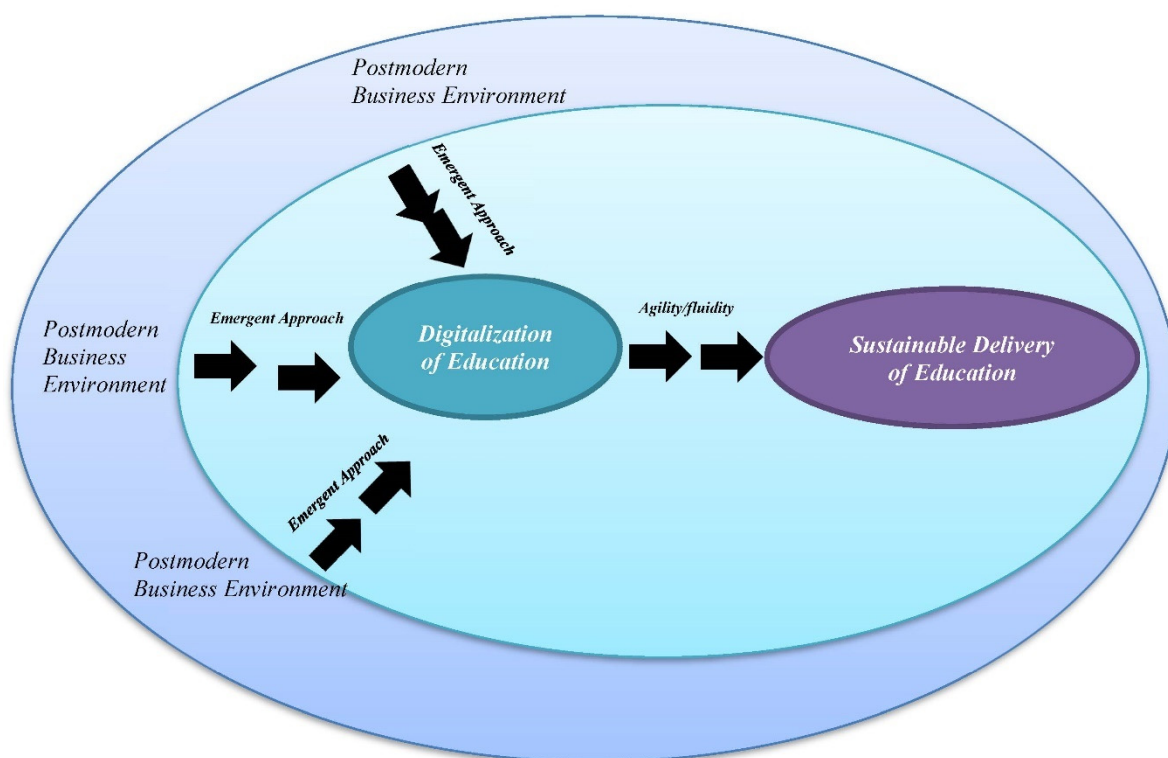 Postmodern
Business Environment
Emergent Approach
Postmodern
Business
Environment
Emergent Approach
Digitalization
of Education
Agility/fluidity
Sustainable Delivery
of Education
Emergent Approach
Postmodern
Business Environment